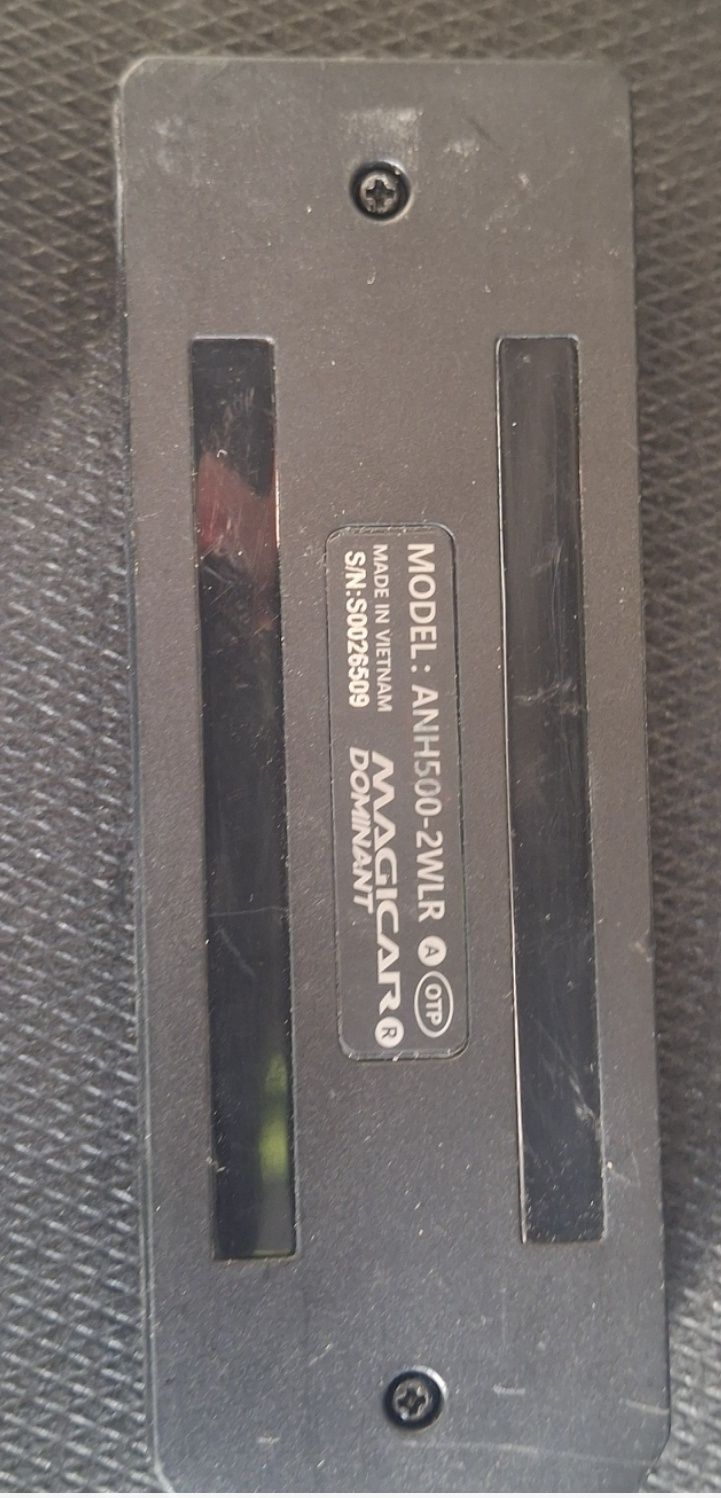 MODEL: ANH500-2WLR A OTP
MADE IN VIETNAM
S/N:S0026509
MAGICAR R
DOMINANT